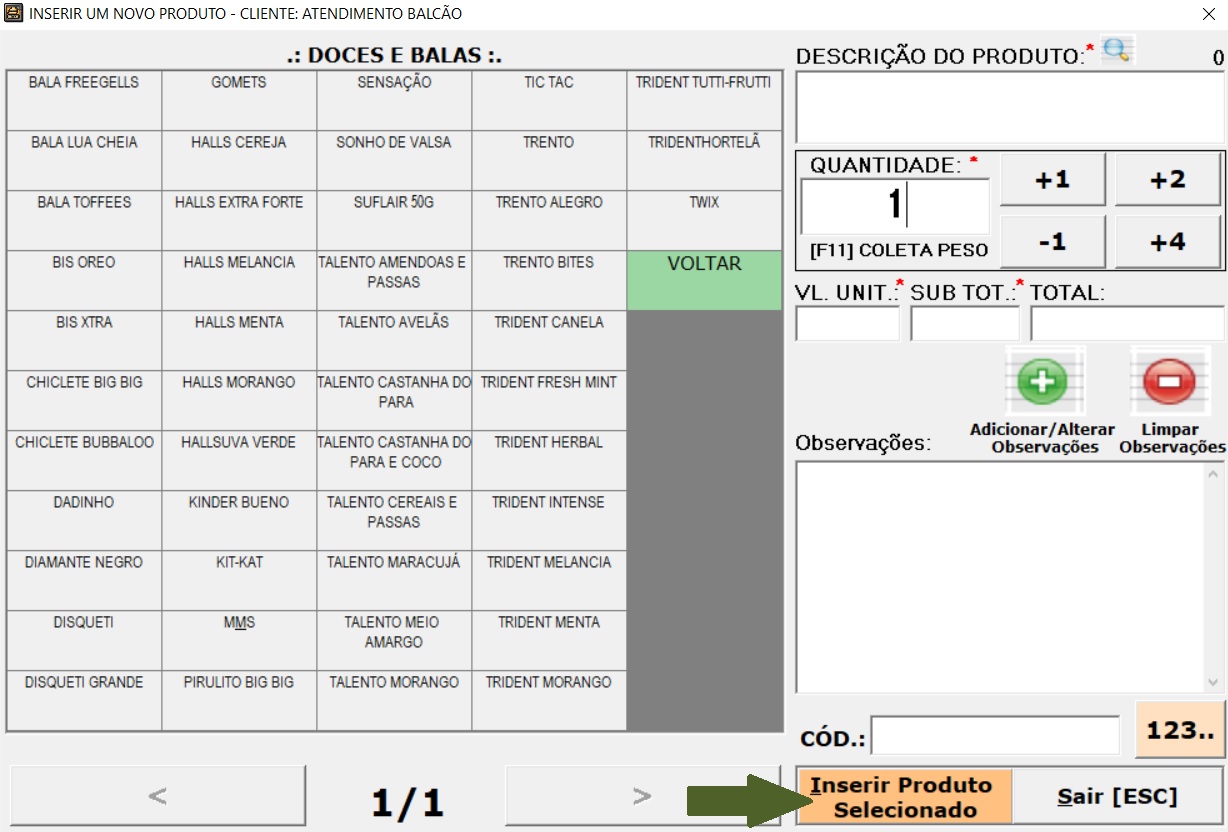 INSERIR UM NOVO PRODUTO - CLIENTE: ATENDIMENTO BALCÃO
.: DOCES E BALAS :.
BALA FREEGELLS GOMETS SENSAÇÃO TIC TAC TRIDENT TUTTI-FRUTTI
BALA LUA CHEIA HALLS CEREJA SONHO DE VALSA TRENTO TRIDENTHORTELÃ
BALA TOFFEES HALLS EXTRA FORTE SUFLAIR 50G TRENTO ALEGRO TWIX
BIS OREO HALLS MELANCIA TALENTO AMENDOAS E TRENTO BITES VOLTAR
PASSAS
BIS XTRA HALLS MENTA TALENTO AVELÃS TRIDENT CANELA
CHICLETE BIG BIG HALLS MORANGO TALENTO CASTANHA DO TRIDENT FRESH MINT
PARA
CHICLETE BUBBALOO HALLSUVA VERDE TALENTO CASTANHA DO TRIDENT HERBAL
PARA E COCO
DADINHO KINDER BUENO TALENTO CEREAIS E TRIDENT INTENSE
PASSAS
DIAMANTE NEGRO KIT-KAT TALENTO MARACUJÁ TRIDENT MELANCIA
DISQUETI MMS TALENTO MEIO TRIDENT MENTA
AMARGO
DISQUETI GRANDE PIRULITO BIG BIG TALENTO MORANGO TRIDENT MORANGO
< 1/1 >
DESCRIÇÃO DO PRODUTO:* 0
QUANTIDADE: *
1
[F11] COLETA PESO
+1 +2
-1 +4
VL. UNIT.:* SUB TOT.:* TOTAL:
Adicionar/Alterar
Observações
Limpar
Observações
Observações:
CÓD.: 123..
Inserir Produto
Selecionado
Sair [ESC]